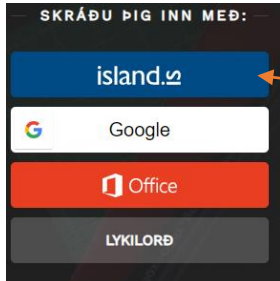 SKRÁÐU ÞIG INN MEÐ:
island.is
Google
Office
LYKILORÐ